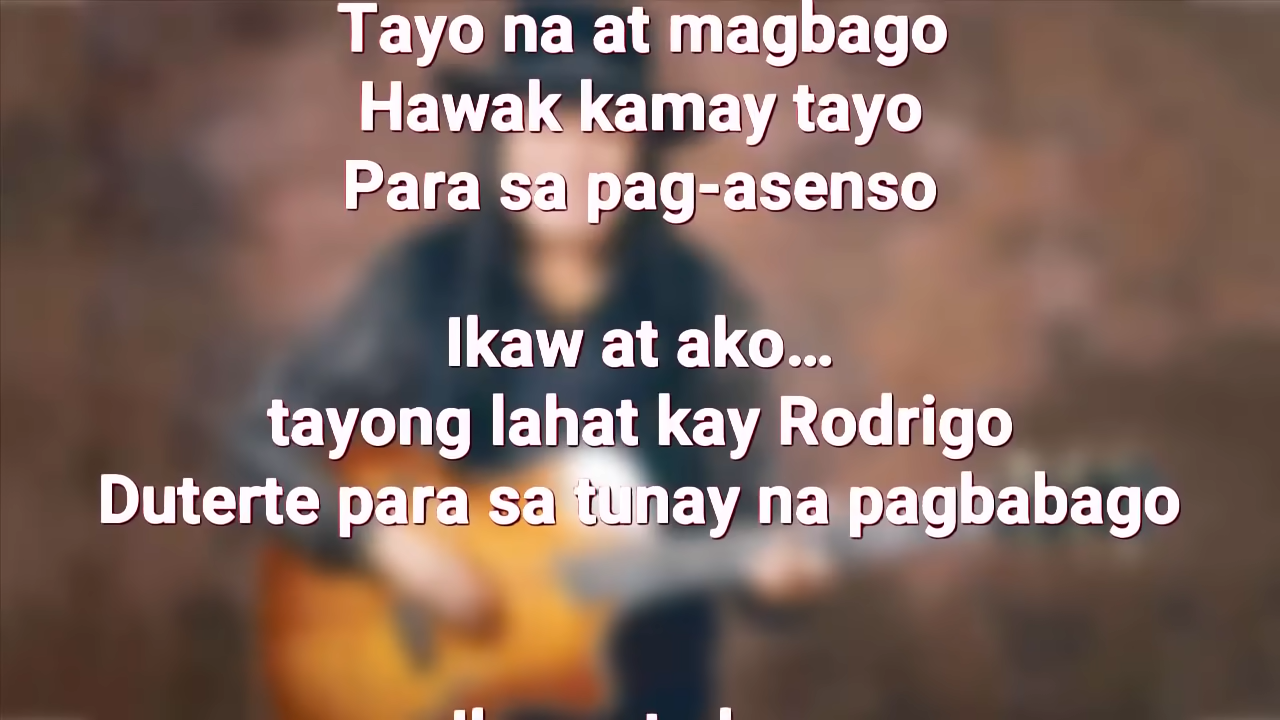 Tayo na at magbago
Hawak kamay tayo
Para sa pag-asenso
Ikaw at ako...
tayong lahat kay Rodrigo
Duterte para sa tunay na pagbabago